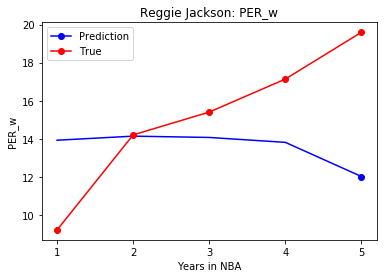 Reggie Jackson: PER_w
Prediction
True
PER_w
20
18
16
14
12
10
1
2
3
4
5
Years in NBA